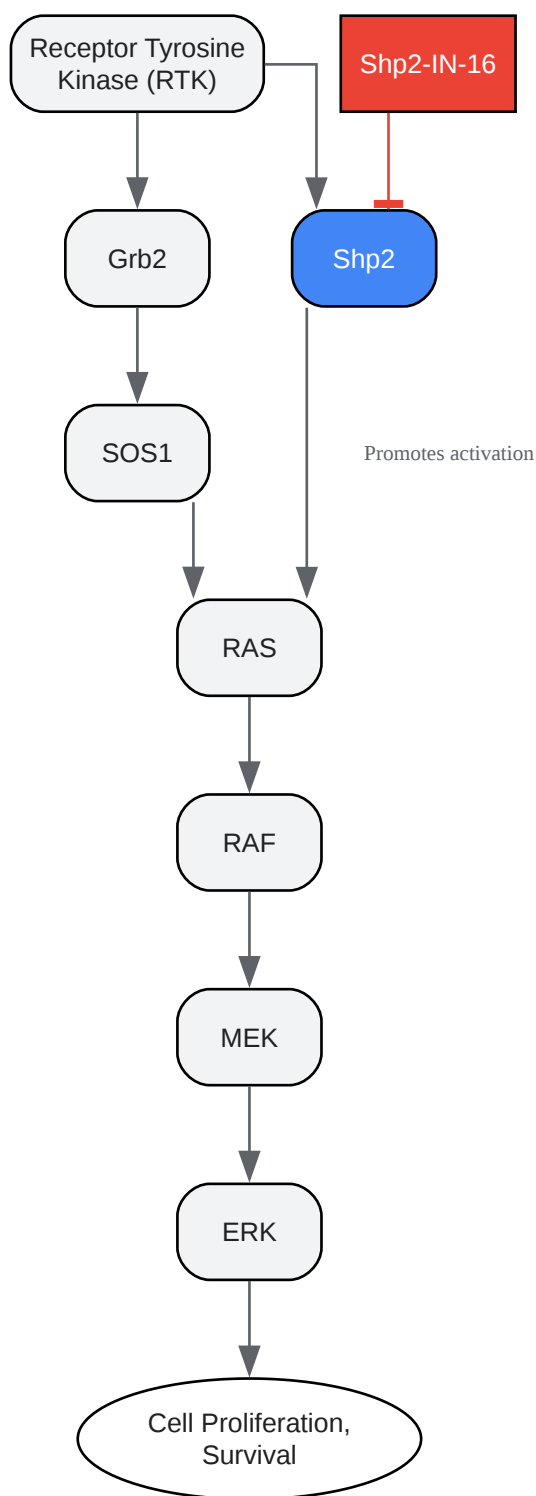 Receptor Tyrosine
Kinase (RTK)
Shp2-IN-16
Grb2
Shp2
SOS1
Promotes activation
RAS
RAF
MEK
ERK
Cell Proliferation,
Survival